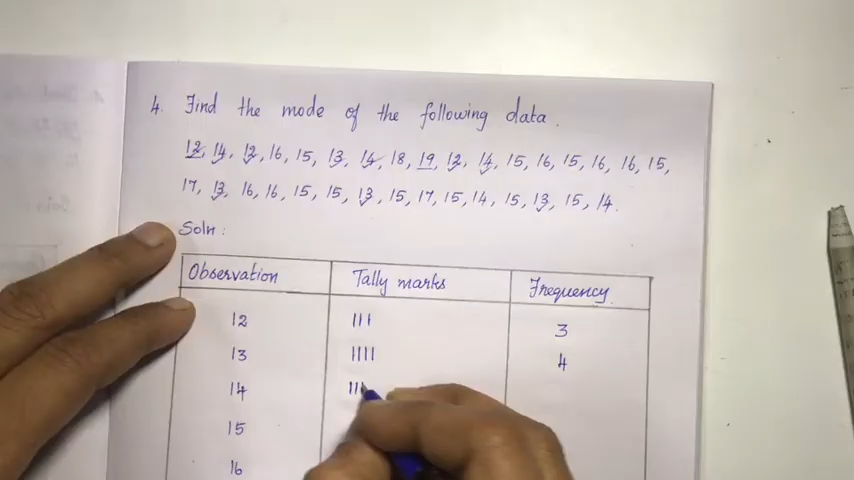 4. Find the mode of the following data.
12, 14, 12, 16, 15, 13, 14, 18, 19, 12, 14, 15, 16, 15, 16, 16, 15,
17, 13, 16, 16, 15, 15, 13, 15, 17, 15, 14, 15, 13, 15, 14.
Soln :
Observation Tally marks Frequency
12 ||| 3
13 |||| 4
14 |||
15
16